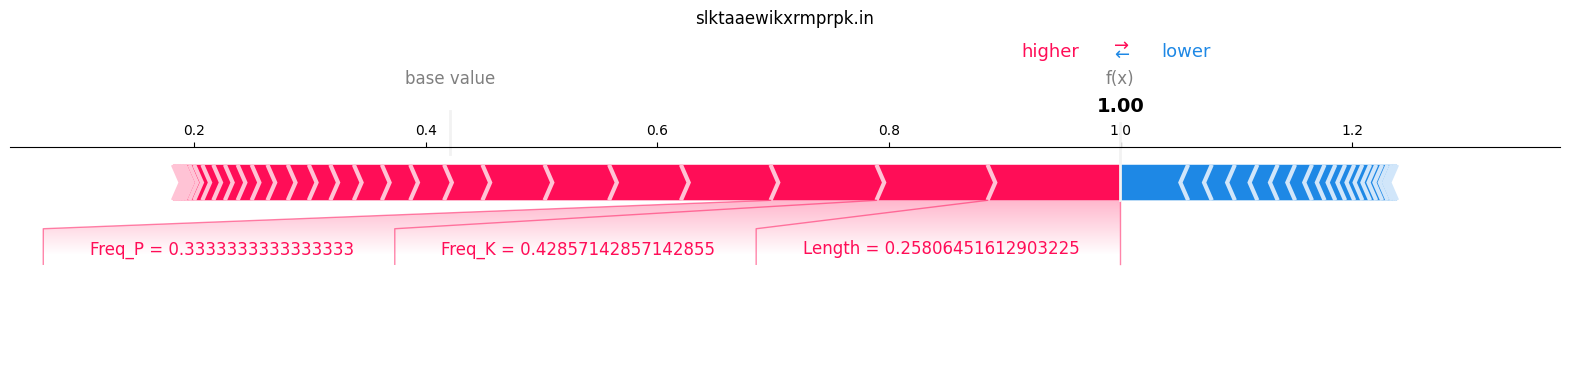 slktaaewikxrmprpk.in
higher → lower
←
base value f(x)
1.00
0.2 0.4 0.6 0.8 1.0 1.2
Freq_P = 0.3333333333333333 Freq_K = 0.42857142857142855 Length = 0.25806451612903225